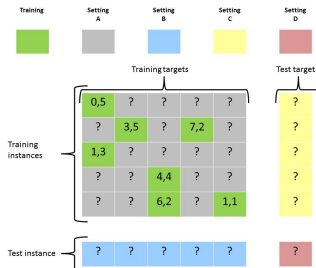 Training Setting A Setting B Setting C Setting D
Training targets Test target
Training instances
0,5 ? ? ? ? ?
? 3,5 ? 7,2 ? ?
1,3 ? ? ? ? ?
? ? 4,4 ? ? ?
? ? 6,2 ? 1,1 ?
Test instance ? ? ? ? ? ?